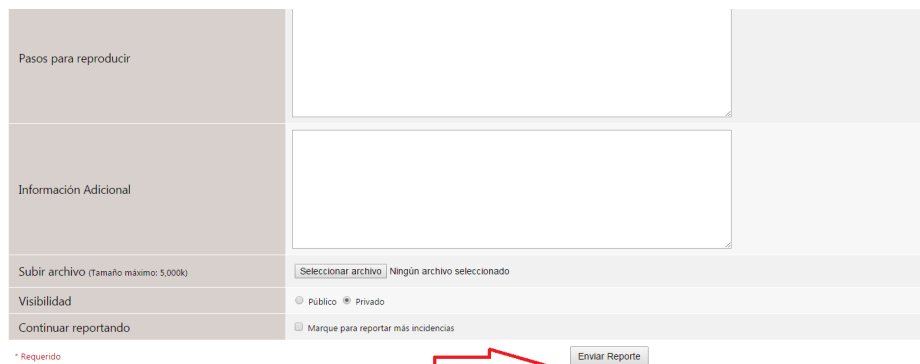 Pasos para reproducir
Información Adicional
Subir archivo (Tamaño máximo: 5,000k) Seleccionar archivo Ningún archivo seleccionado
Visibilidad Público Privado
Continuar reportando Marque para reportar más incidencias
* Requerido Enviar Reporte